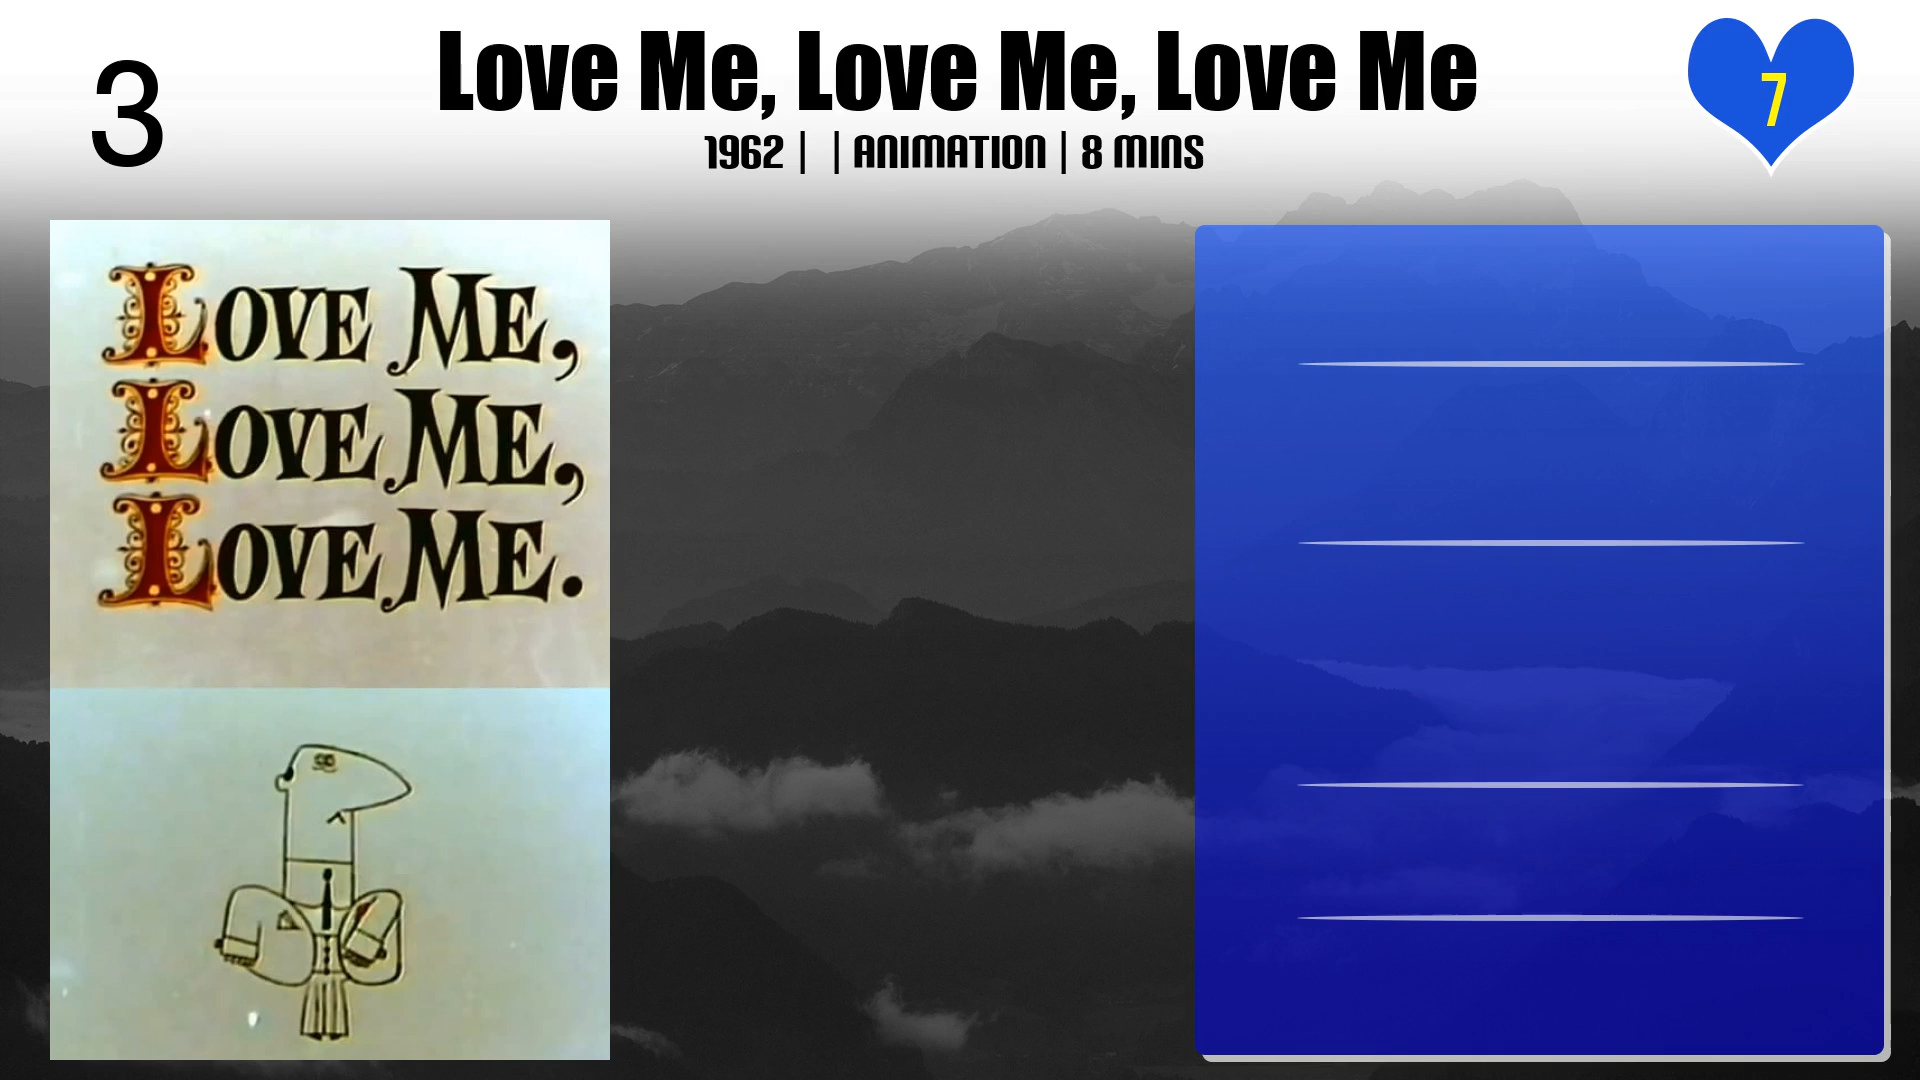 3
Love Me, Love Me, Love Me
1962 | | ANIMATION | 8 MINS
7
LOVE ME,
LOVE ME,
LOVE ME.